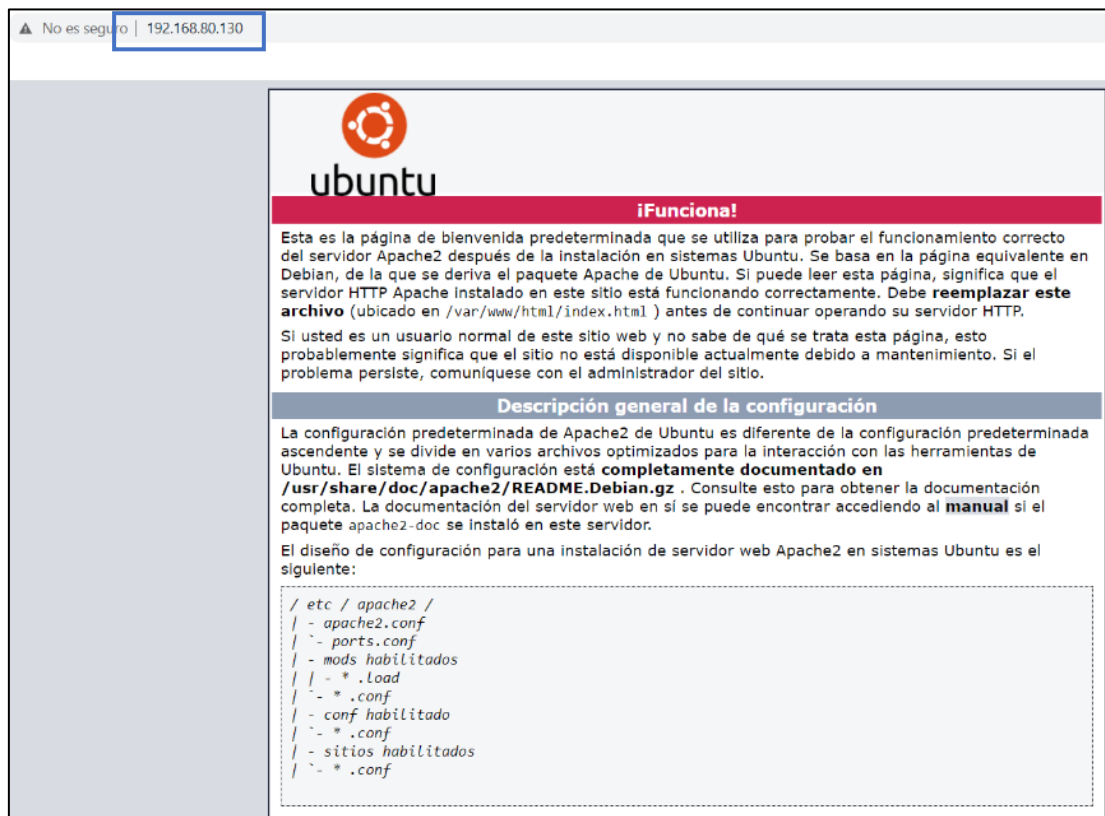 No es seguro | 192.168.80.130
ubuntu
¡Funciona!
Esta es la página de bienvenida predeterminada que se utiliza para probar el funcionamiento correcto
del servidor Apache2 después de la instalación en sistemas Ubuntu. Se basa en la página equivalente en
Debian, de la que se deriva el paquete Apache de Ubuntu. Si puede leer esta página, significa que el
servidor HTTP Apache instalado en este sitio está funcionando correctamente. Debe reemplazar este
archivo (ubicado en /var/www/html/index.html ) antes de continuar operando su servidor HTTP.
Si usted es un usuario normal de este sitio web y no sabe de qué se trata esta página, esto
probablemente significa que el sitio no está disponible actualmente debido a mantenimiento. Si el
problema persiste, comuníquese con el administrador del sitio.
Descripción general de la configuración
La configuración predeterminada de Apache2 de Ubuntu es diferente de la configuración predeterminada
ascendente y se divide en varios archivos optimizados para la interacción con las herramientas de
Ubuntu. El sistema de configuración está completamente documentado en
/usr/share/doc/apache2/README.Debian.gz . Consulte esto para obtener la documentación
completa. La documentación del servidor web en sí se puede encontrar accediendo al manual si el
paquete apache2-doc se instaló en este servidor.
El diseño de configuración para una instalación de servidor web Apache2 en sistemas Ubuntu es el
siguiente:
/ etc / apache2 /
| - apache2.conf
| `- ports.conf
| - mods habilitados
| | - * .load
| `- * .conf
| - conf habilitado
| `- * .conf
| - sitios habilitados
| `- * .conf